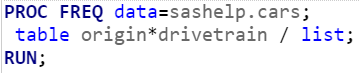 PROC FREQ data=sashelp.cars;
table origin*drivetrain / list;
RUN;